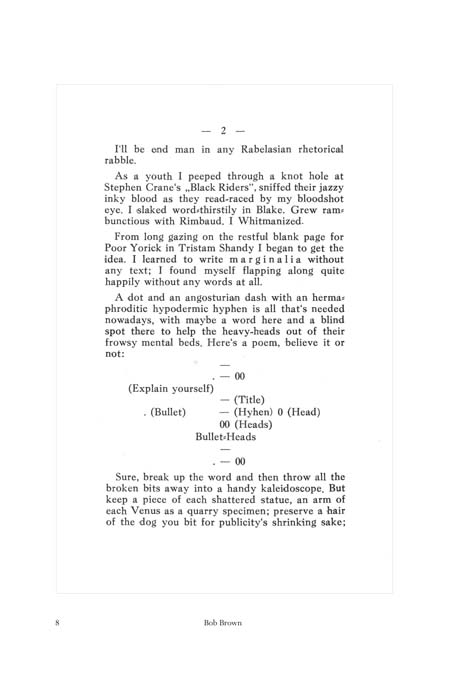 — 2 —
I'll be end man in any Rabelasian rhetorical
rabble.
As a youth I peeped through a knot hole at
Stephen Crane's „Black Riders", sniffed their jazzy
inky blood as they read-raced by my bloodshot
eye. I slaked word⸗thirstily in Blake. Grew ram⸗
bunctious with Rimbaud. I Whitmanized.
From long gazing on the restful blank page for
Poor Yorick in Tristam Shandy I began to get the
idea. I learned to write m a r g i n a l i a without
any text; I found myself flapping along quite
happily without any words at all.
A dot and an angosturian dash with an herma⸗
phroditic hypodermic hyphen is all that's needed
nowadays, with maybe a word here and a blind
spot there to help the heavy-heads out of their
frowsy mental beds. Here's a poem, believe it or
not:
—
. — 00
(Explain yourself)
— (Title)
. (Bullet) — (Hyhen) 0 (Head)
00 (Heads)
Bullet⸗Heads
—
. — 00
Sure, break up the word and then throw all the
broken bits away into a handy kaleidoscope. But
keep a piece of each shattered statue, an arm of
each Venus as a quarry specimen; preserve a hair
of the dog you bit for publicity's shrinking sake;
8 Bob Brown